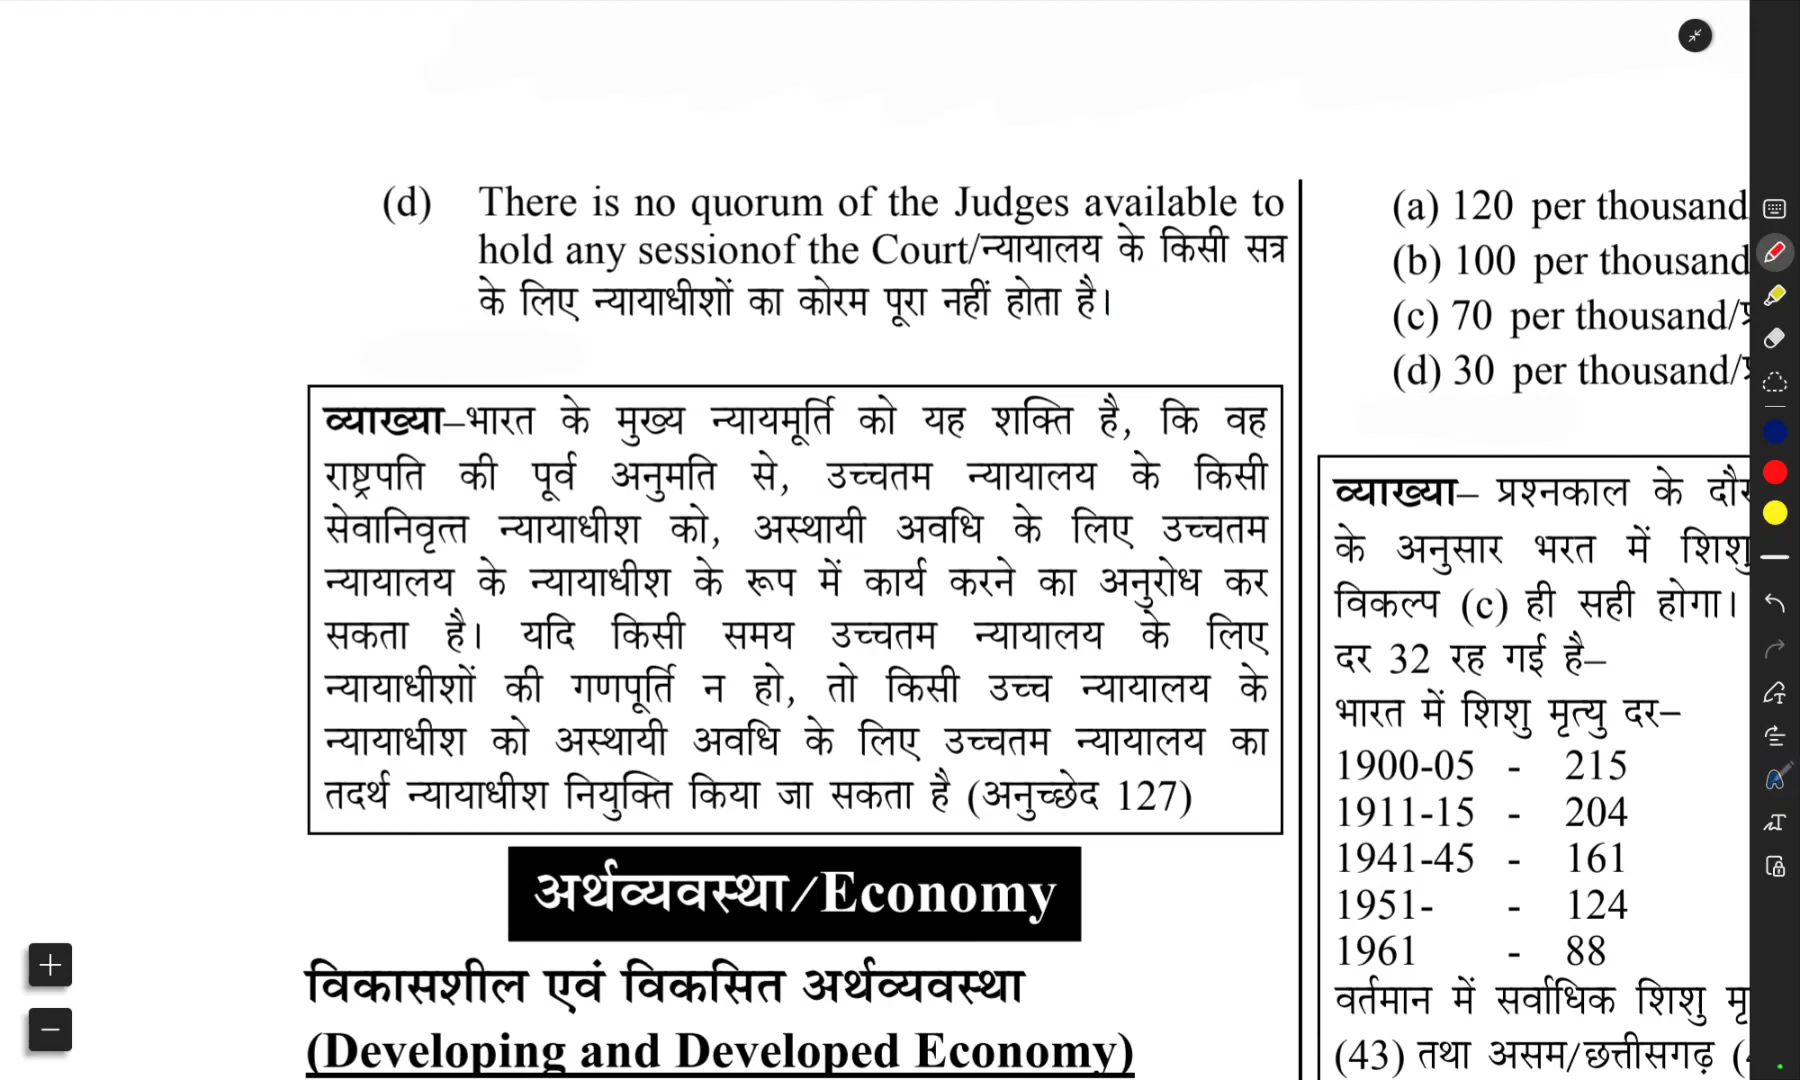 (d) There is no quorum of the Judges available to
hold any sessionof the Court/न्यायालय के किसी सत्र
के लिए न्यायाधीशों का कोरम पूरा नहीं होता है।
व्याख्या–भारत के मुख्य न्यायमूर्ति को यह शक्ति है, कि वह
राष्ट्रपति की पूर्व अनुमति से, उच्चतम न्यायालय के किसी
सेवानिवृत्त न्यायाधीश को, अस्थायी अवधि के लिए उच्चतम
न्यायालय के न्यायाधीश के रूप में कार्य करने का अनुरोध कर
सकता है। यदि किसी समय उच्चतम न्यायालय के लिए
न्यायाधीशों की गणपूर्ति न हो, तो किसी उच्च न्यायालय के
न्यायाधीश को अस्थायी अवधि के लिए उच्चतम न्यायालय का
तदर्थ न्यायाधीश नियुक्ति किया जा सकता है (अनुच्छेद 127)
अर्थव्यवस्था/Economy
विकासशील एवं विकसित अर्थव्यवस्था
(Developing and Developed Economy)
(a) 120 per thousand
(b) 100 per thousand
(c) 70 per thousand/
(d) 30 per thousand/
व्याख्या– प्रश्नकाल के
के अनुसार भरत में शिशु
विकल्प (c) ही सही होगा।
दर 32 रह गई है–
भारत में शिशु मृत्यु दर–
1900-05 - 215
1911-15 - 204
1941-45 - 161
1951- - 124
1961 - 88
वर्तमान में सर्वाधिक शिशु
(43) तथा असम/छत्तीसगढ़